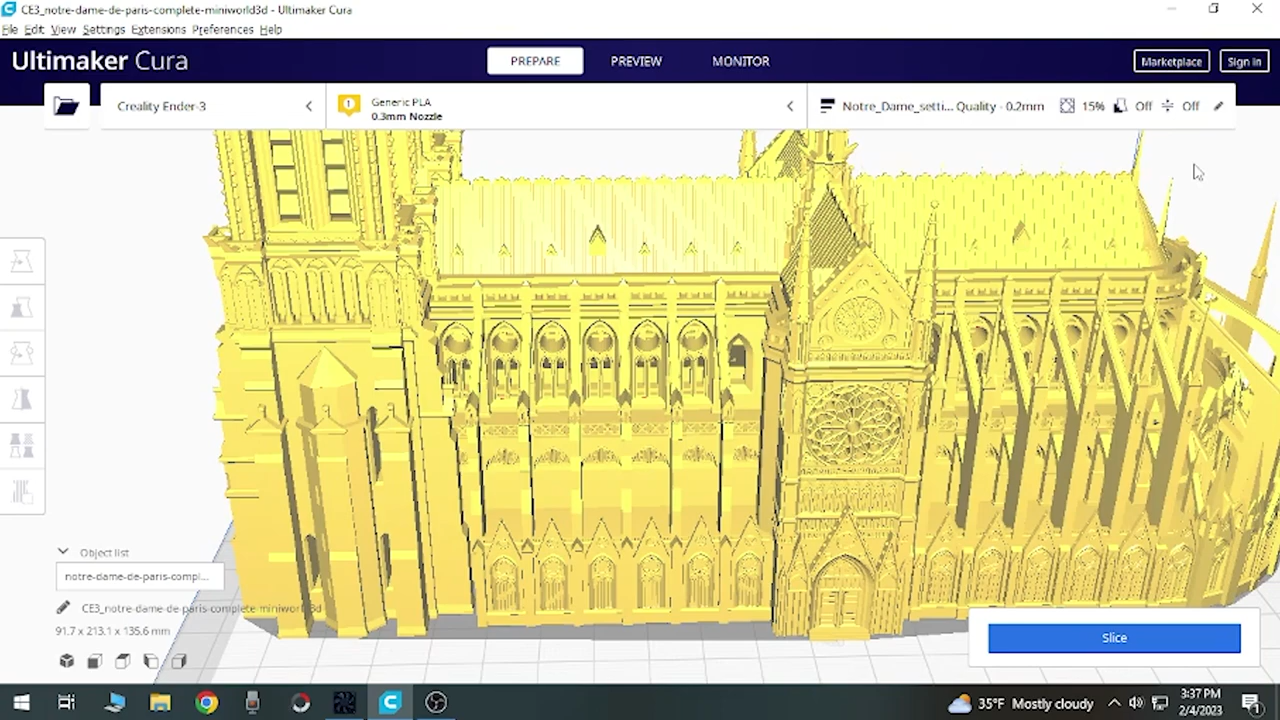 CE3_notre-dame-de-paris-complete-miniworld3d - Ultimaker Cura
File Edit View Settings Extensions Preferences Help
Ultimaker Cura
PREPARE
PREVIEW
MONITOR
Marketplace
Sign in
Creality Ender-3
1
Generic PLA
0.3mm Nozzle
Notre_Dame_setti... Quality - 0.2mm
15%
Off
Off
Object list
notre-dame-de-paris-compl...
CE3_notre-dame-de-paris-complete-miniworld3d
91.7 x 213.1 x 135.6 mm
Slice
35°F Mostly cloudy
3:37 PM
2/4/2023
1